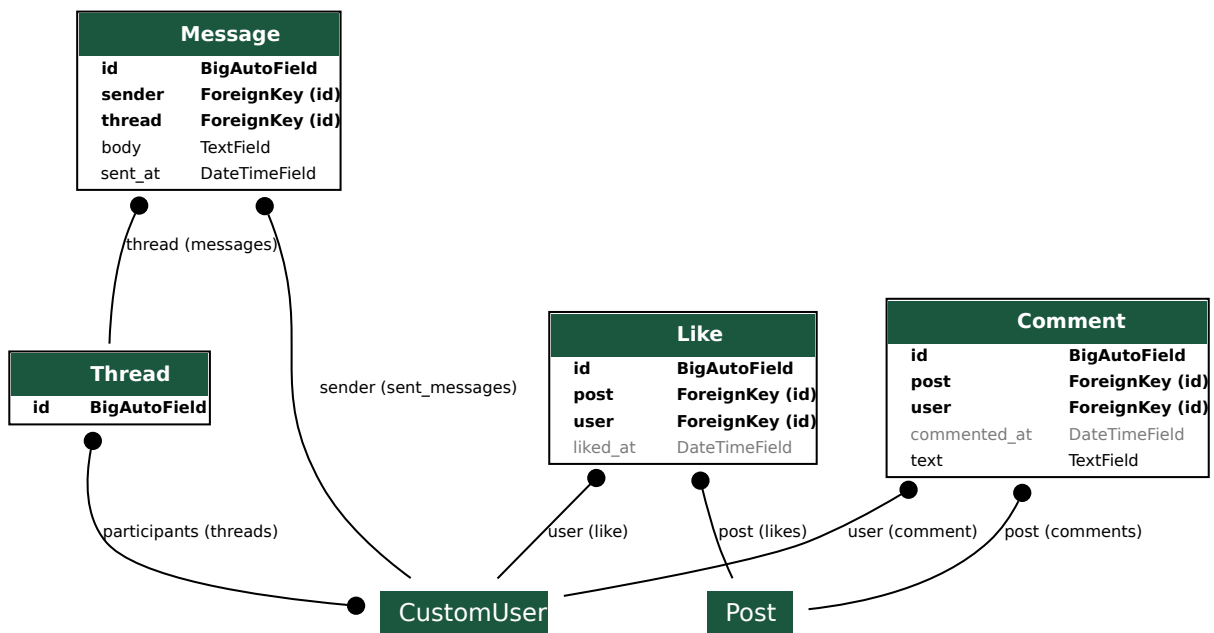 Message
id BigAutoField
sender ForeignKey (id)
thread ForeignKey (id)
body TextField
sent_at DateTimeField
thread (messages)
sender (sent_messages)
Thread
id BigAutoField
participants (threads)
Like
id BigAutoField
post ForeignKey (id)
user ForeignKey (id)
liked_at DateTimeField
user (like)
post (likes)
Comment
id BigAutoField
post ForeignKey (id)
user ForeignKey (id)
commented_at DateTimeField
text TextField
user (comment)
post (comments)
CustomUser
Post